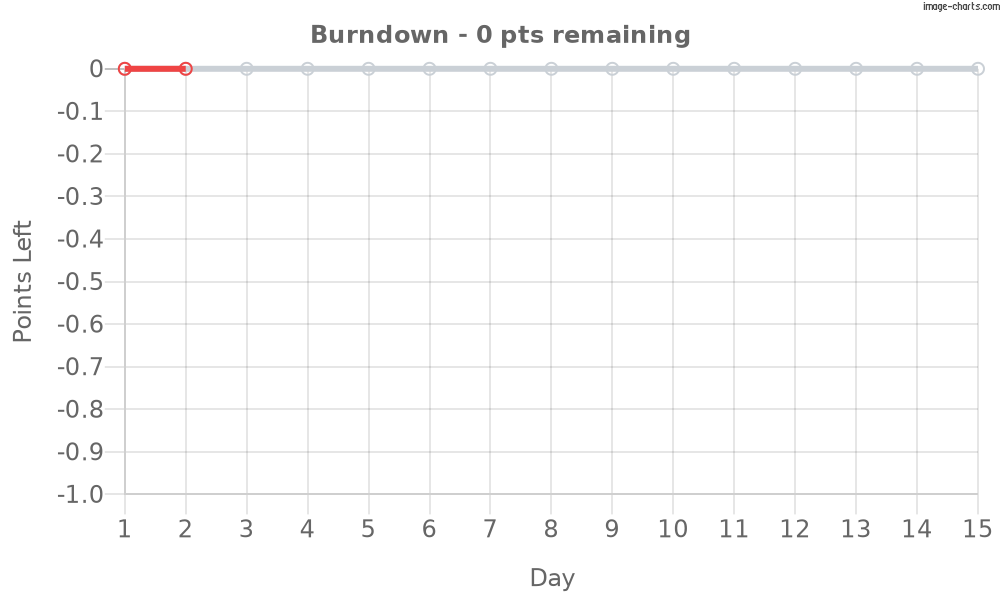 image-charts.com
Burndown - 0 pts remaining
0
-0.1
-0.2
-0.3
-0.4
-0.5
-0.6
-0.7
-0.8
-0.9
-1.0
Points Left
1 2 3 4 5 6 7 8 9 10 11 12 13 14 15
Day